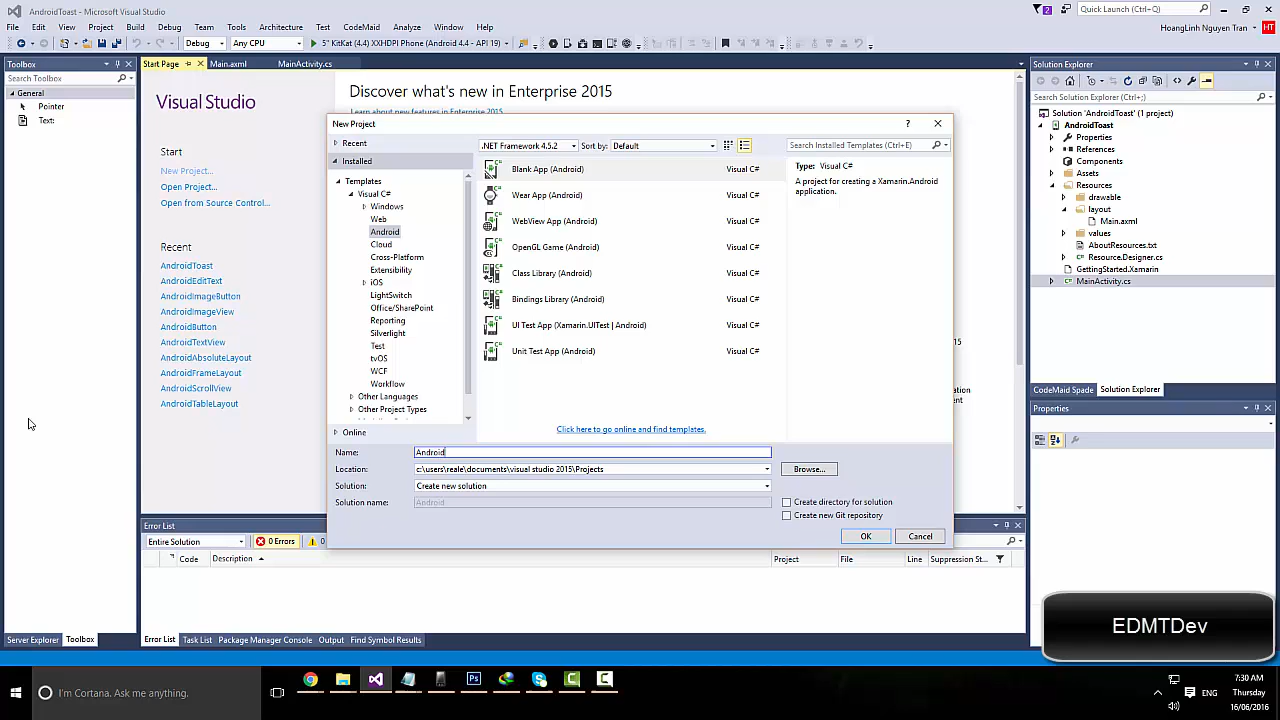 AndroidToast - Microsoft Visual Studio
2
Quick Launch (Ctrl+Q)
File Edit View Project Build Debug Team Tools Architecture Test CodeMaid Analyze Window Help
HoangLinh Nguyen Tran HT
Debug Any CPU 5" KitKat (4.4) XXHDPI Phone (Android 4.4 - API 19)
Toolbox
Search Toolbox
General
Pointer
Text:
Start Page Main.axml MainActivity.cs
Visual Studio
Start
New Project...
Open Project...
Open from Source Control...
Recent
AndroidToast
AndroidEditText
AndroidImageButton
AndroidImageView
AndroidButton
AndroidTextView
AndroidAbsoluteLayout
AndroidFrameLayout
AndroidScrollView
AndroidTableLayout
Discover what's new in Enterprise 2015
Learn about new features in Enterprise 2015
New Project
? 
Recent
Installed
Templates
Visual C#
Windows
Web
Android
Cloud
Cross-Platform
Extensibility
iOS
LightSwitch
Office/SharePoint
Reporting
Silverlight
Test
tvOS
WCF
Workflow
Other Languages
Other Project Types
Online
.NET Framework 4.5.2 Sort by: Default
Search Installed Templates (Ctrl+E)
Blank App (Android) Visual C#
Wear App (Android) Visual C#
WebView App (Android) Visual C#
OpenGL Game (Android) Visual C#
Class Library (Android) Visual C#
Bindings Library (Android) Visual C#
UI Test App (Xamarin.UITest | Android) Visual C#
Unit Test App (Android) Visual C#
Click here to go online and find templates.
Type: Visual C#
A project for creating a Xamarin.Android
application.
Name: Android
Location: c:\users\reale\documents\visual studio 2015\Projects
Browse...
Solution: Create new solution
Solution name: Android
Create directory for solution
Create new Git repository
OK Cancel
Solution Explorer
Search Solution Explorer (Ctrl+;)
Solution 'AndroidToast' (1 project)
AndroidToast
Properties
References
Components
Assets
Resources
drawable
layout
Main.axml
values
AboutResources.txt
Resource.Designer.cs
GettingStarted.Xamarin
MainActivity.cs
CodeMaid Spade Solution Explorer
Properties
Error List
Entire Solution 0 Errors 0
Code Description Project File Line Suppression St...
Server Explorer Toolbox
Error List Task List Package Manager Console Output Find Symbol Results
EDMTDev
I'm Cortana. Ask me anything.
ENG
7:30 AM
Thursday
16/06/2016